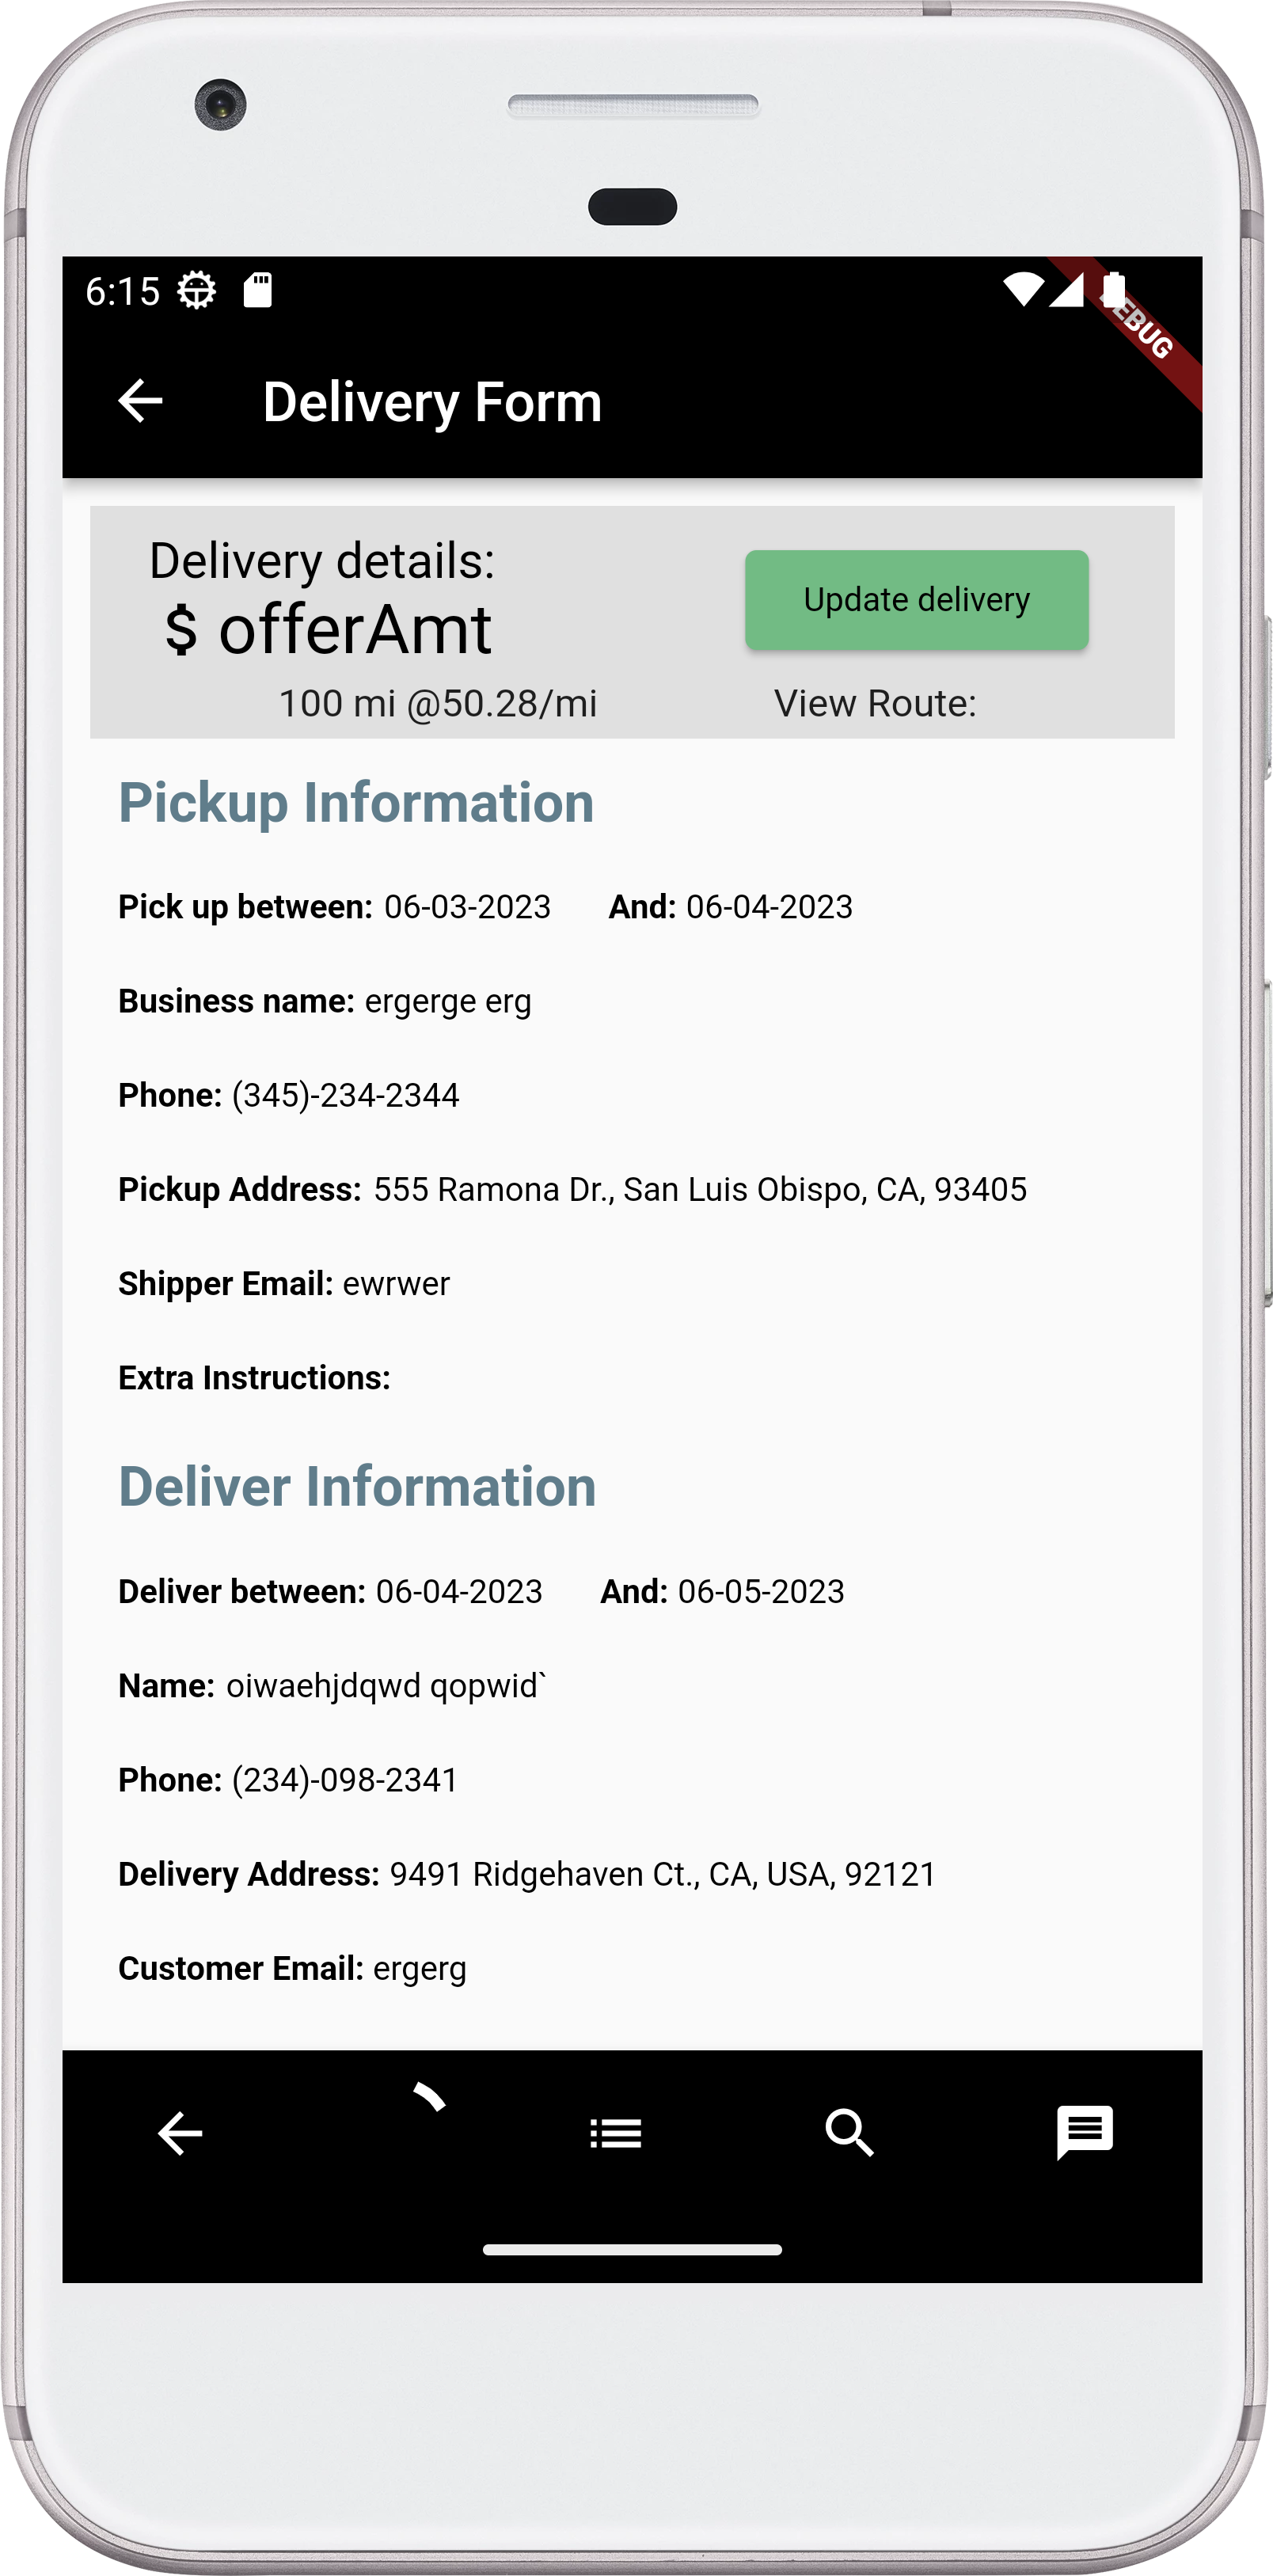 6:15
DEBUG
Delivery Form
Delivery details:
$ offerAmt
Update delivery
100 mi @50.28/mi
View Route:
Pickup Information
Pick up between: 06-03-2023 And: 06-04-2023
Business name: ergerge erg
Phone: (345)-234-2344
Pickup Address: 555 Ramona Dr., San Luis Obispo, CA, 93405
Shipper Email: ewrwer
Extra Instructions:
Deliver Information
Deliver between: 06-04-2023 And: 06-05-2023
Name: oiwaehjdqwd qopwid`
Phone: (234)-098-2341
Delivery Address: 9491 Ridgehaven Ct., CA, USA, 92121
Customer Email: ergerg